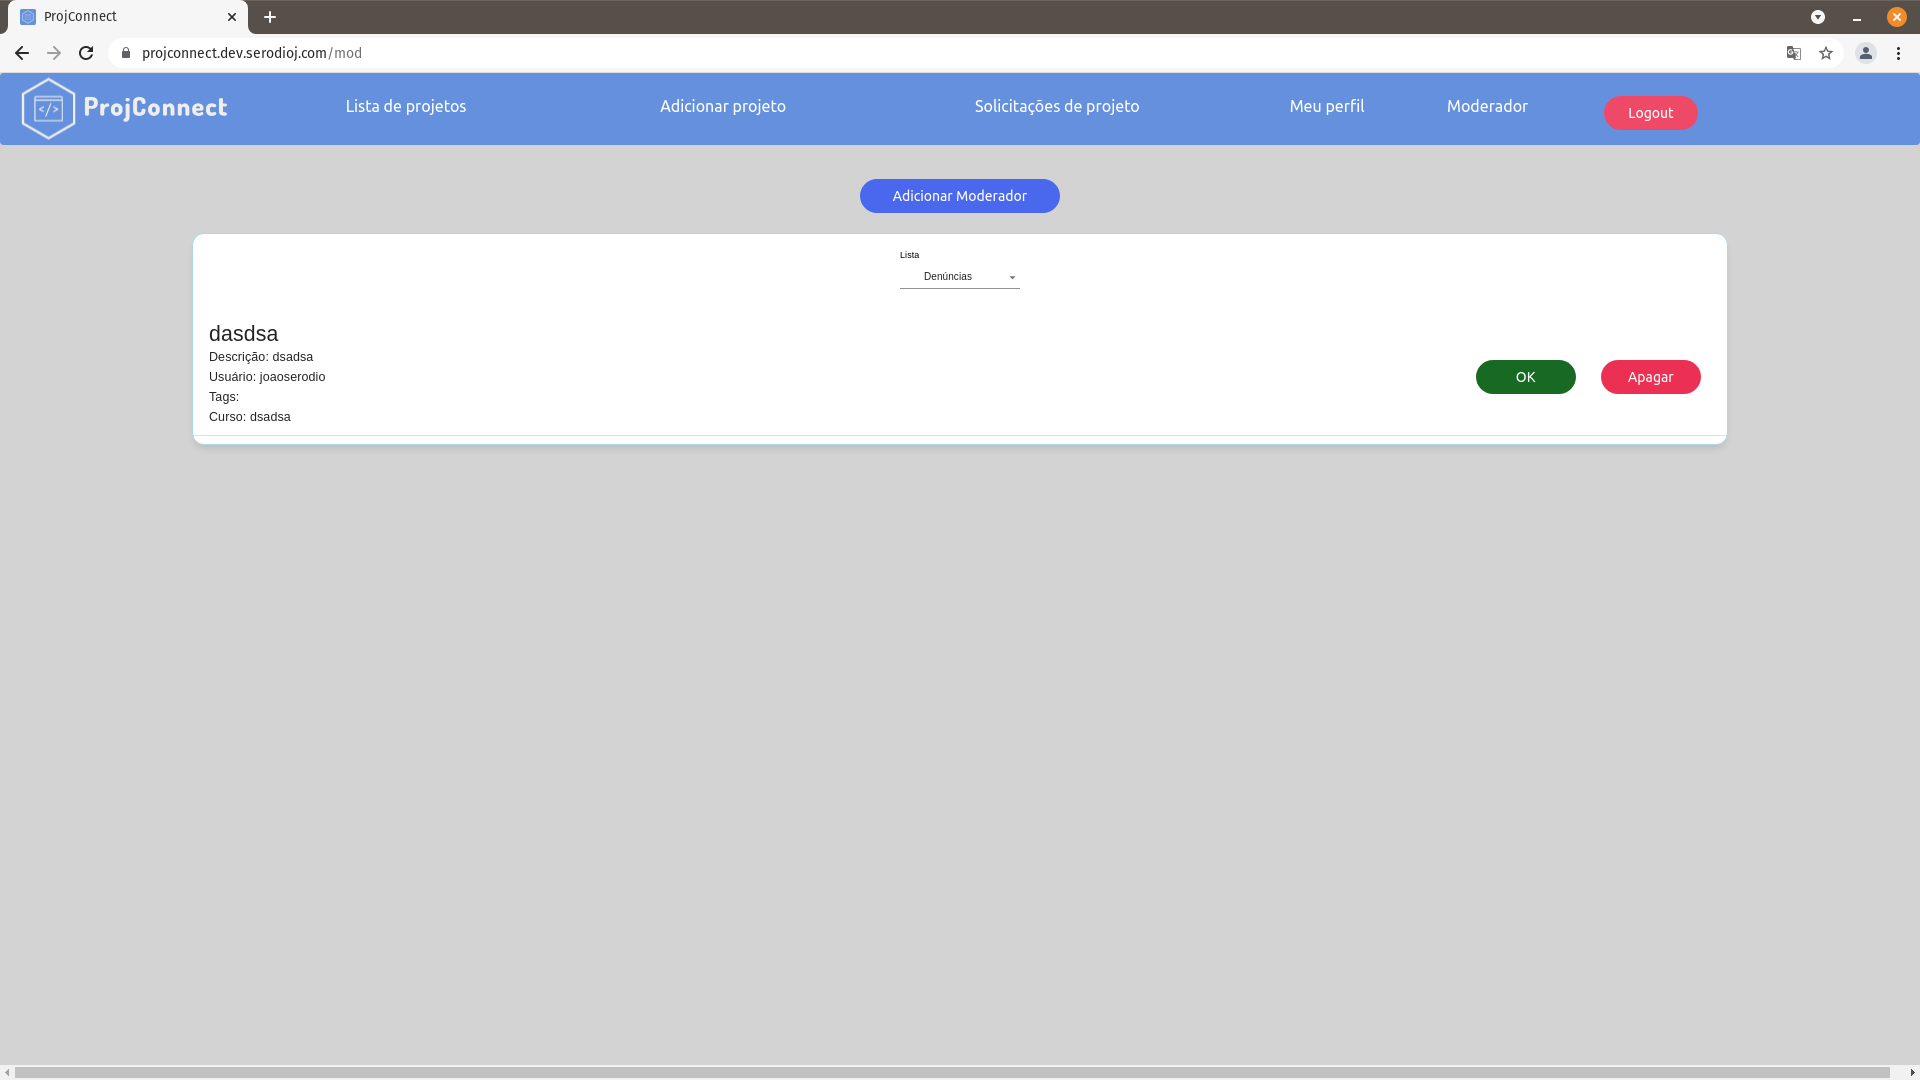 ProjConnect
projconnect.dev.serodioj.com/mod
</> ProjConnect Lista de projetos Adicionar projeto Solicitações de projeto Meu perfil Moderador Logout
Adicionar Moderador
Lista
Denúncias
dasdsa
Descrição: dsadsa
Usuário: joaoserodio
Tags:
Curso: dsadsa
OK Apagar